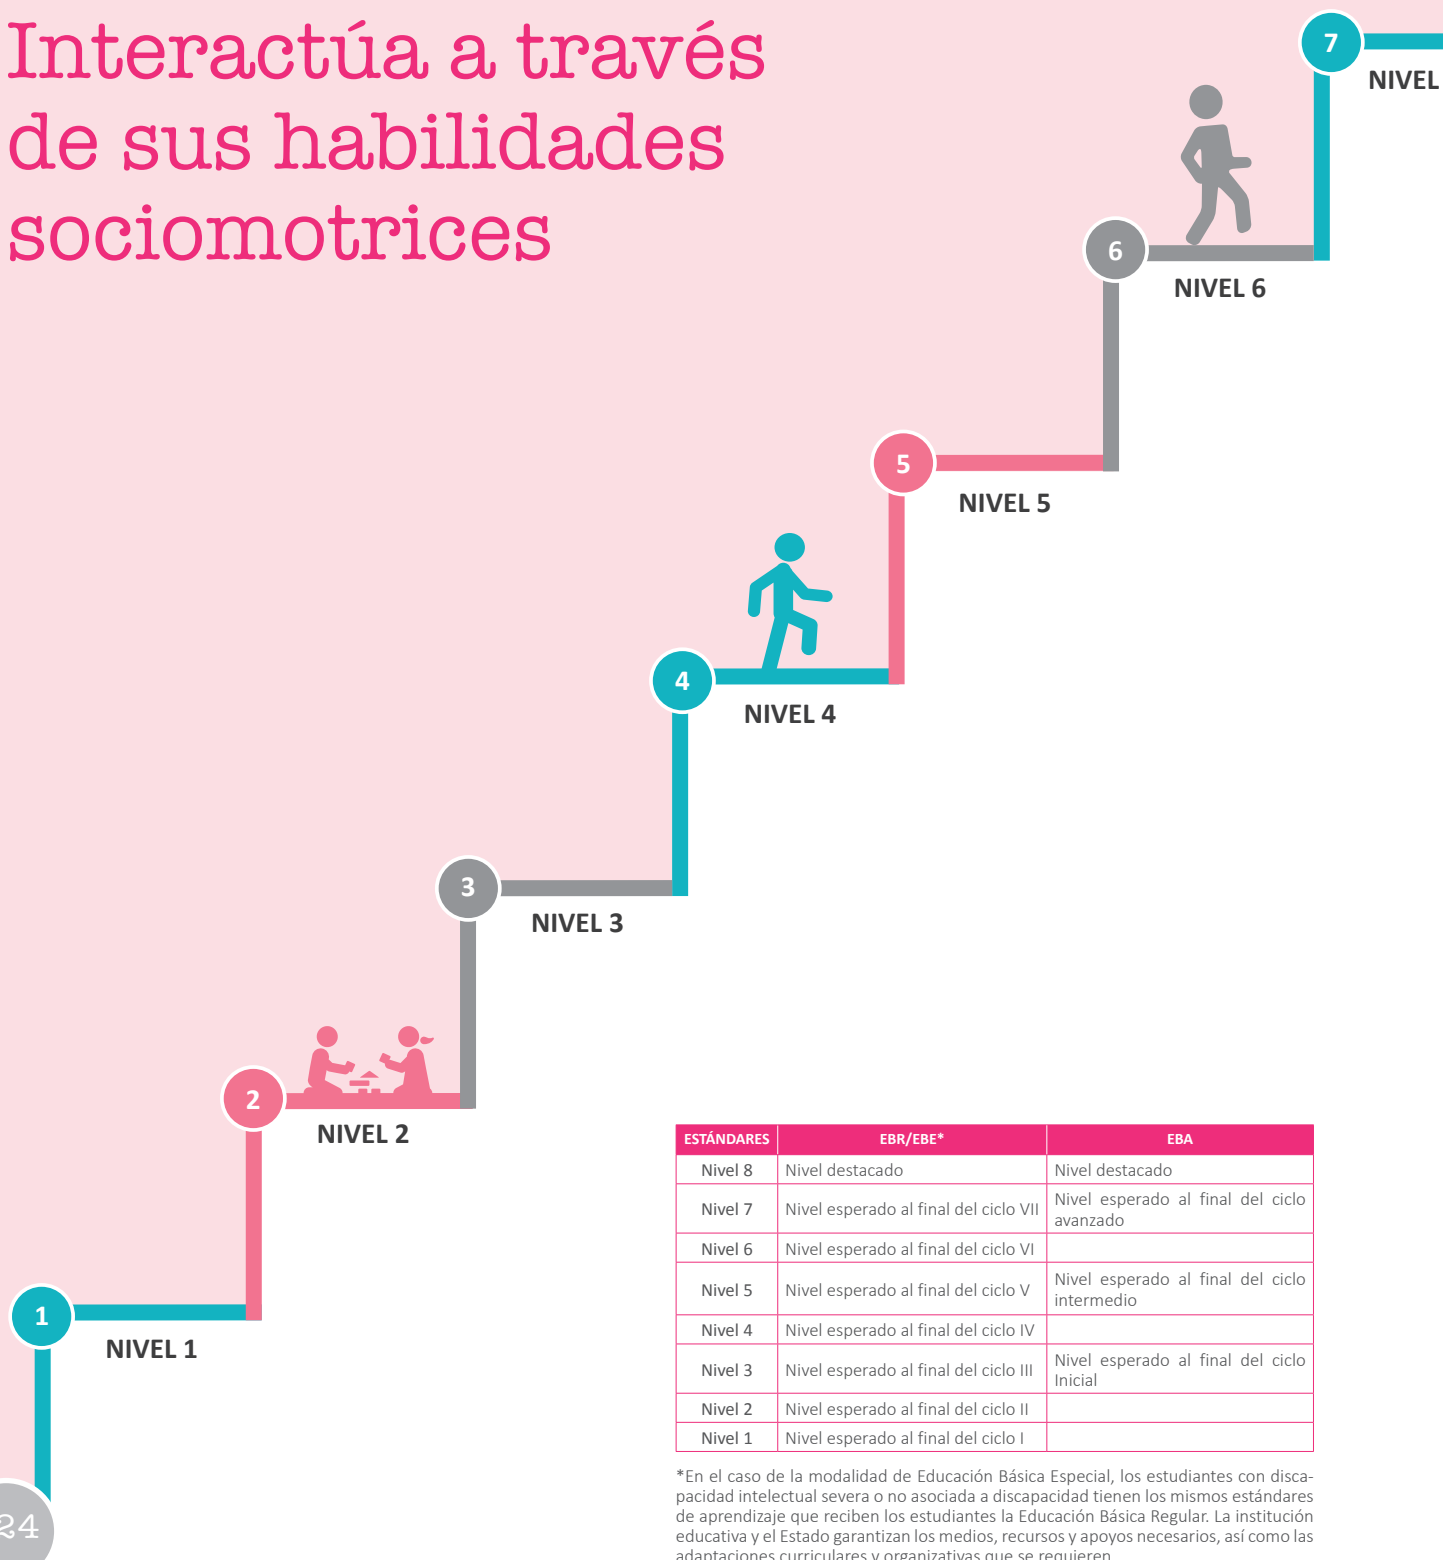 Interactúa a través
de sus habilidades
sociomotrices
7
NIVEL
6
NIVEL 6
5
NIVEL 5
4
NIVEL 4
3
NIVEL 3
2
NIVEL 2
1
NIVEL 1
ESTÁNDARES EBR/EBE* EBA
Nivel 8 Nivel destacado Nivel destacado
Nivel 7 Nivel esperado al final del ciclo VII Nivel esperado al final del ciclo
avanzado
Nivel 6 Nivel esperado al final del ciclo VI
Nivel 5 Nivel esperado al final del ciclo V Nivel esperado al final del ciclo
intermedio
Nivel 4 Nivel esperado al final del ciclo IV
Nivel 3 Nivel esperado al final del ciclo III Nivel esperado al final del ciclo
Inicial
Nivel 2 Nivel esperado al final del ciclo II
Nivel 1 Nivel esperado al final del ciclo I
*En el caso de la modalidad de Educación Básica Especial, los estudiantes con disca-
pacidad intelectual severa o no asociada a discapacidad tienen los mismos estándares
de aprendizaje que reciben los estudiantes la Educación Básica Regular. La institución
educativa y el Estado garantizan los medios, recursos y apoyos necesarios, así como las
adaptaciones curriculares y organizativas que se requieren
24